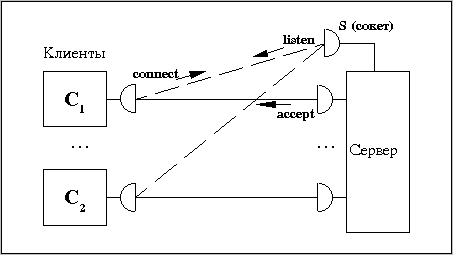 S (сокет)
listen
Клиенты
connect
C1
accept
... ...
Сервер
C2